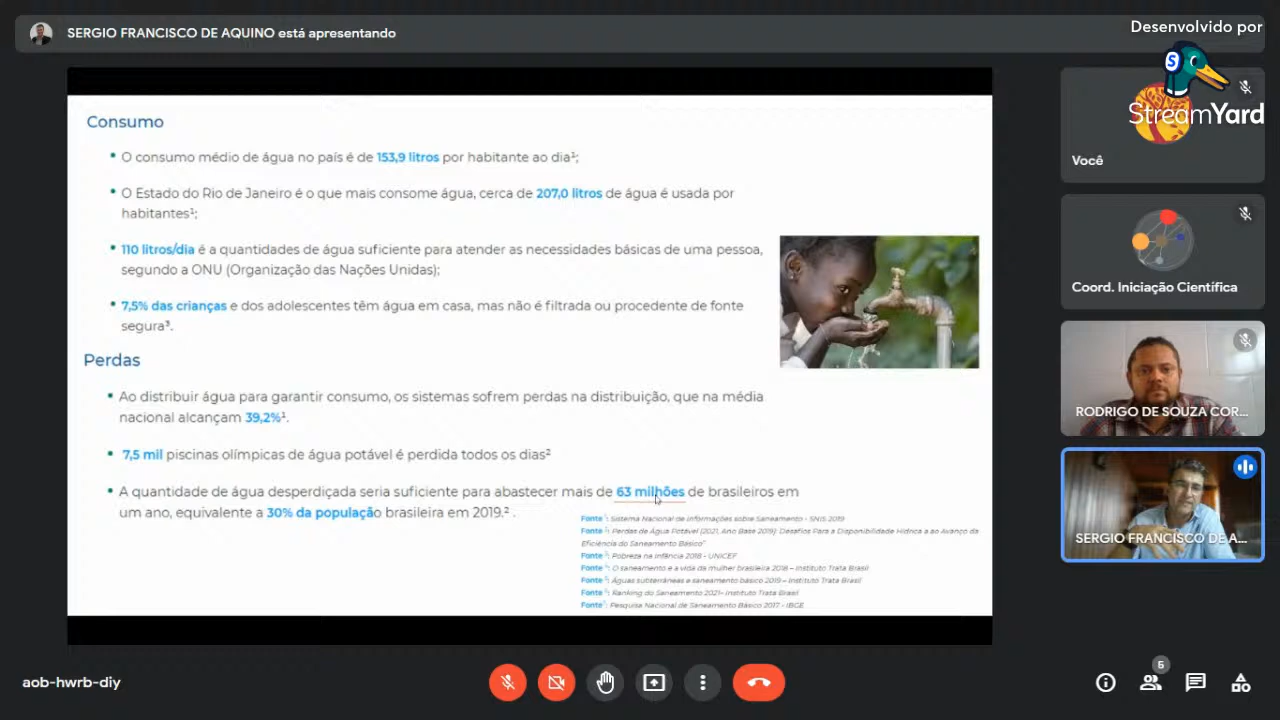 SERGIO FRANCISCO DE AQUINO está apresentando
Desenvolvido por
StreamYard
Consumo
• O consumo médio de água no país é de 153,9 litros por habitante ao dia¹;
• O Estado do Rio de Janeiro é o que mais consome água, cerca de 207,0 litros de água é usada por
habitantes¹;
• 110 litros/dia é a quantidades de água suficiente para atender as necessidades básicas de uma pessoa,
segundo a ONU (Organização das Nações Unidas);
• 7,5% das crianças e dos adolescentes têm água em casa, mas não é filtrada ou procedente de fonte
segura³.
Perdas
• Ao distribuir água para garantir consumo, os sistemas sofrem perdas na distribuição, que na média
nacional alcançam 39,2%¹.
• 7,5 mil piscinas olímpicas de água potável é perdida todos os dias²
• A quantidade de água desperdiçada seria suficiente para abastecer mais de 63 milhões de brasileiros em
um ano, equivalente a 30% da população brasileira em 2019.² .
Fonte ¹: Sistema Nacional de Informações sobre Saneamento - SNIS 2019
Fonte ²: Perdas de Água Potável (2021, Ano Base 2019): Desafios Para a Disponibilidade Hídrica e ao Avanço da
Eficiência do Saneamento Básico"
Fonte ³: Pobreza na Infância 2018 - UNICEF
Fonte ⁴: O saneamento e a vida da mulher brasileira 2018 – Instituto Trata Brasil
Fonte ⁵: Águas subterrâneas e saneamento básico 2019 – Instituto Trata Brasil
Fonte ⁶: Ranking do Saneamento 2021- Instituto Trata Brasil
Fonte ⁷: Pesquisa Nacional de Saneamento Básico 2017 - IBGE
Você
Coord. Iniciação Científica
RODRIGO DE SOUZA COR...
SERGIO FRANCISCO DE A...
aob-hwrb-diy
5